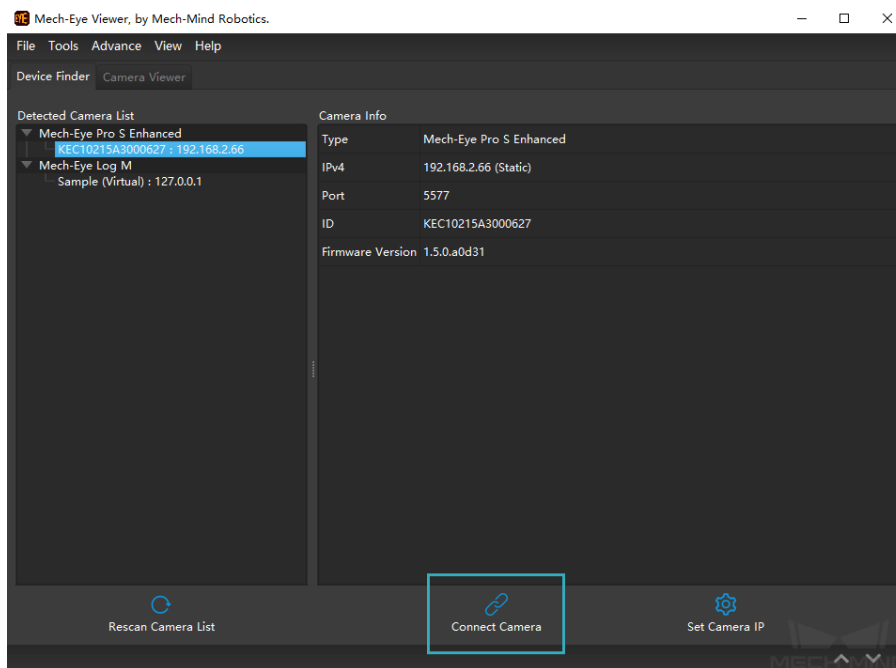 Mech-Eye Viewer, by Mech-Mind Robotics.
File Tools Advance View Help
Device Finder Camera Viewer
Detected Camera List
Mech-Eye Pro S Enhanced
KEC10215A3000627 : 192.168.2.66
Mech-Eye Log M
Sample (Virtual) : 127.0.0.1
Camera Info
Type Mech-Eye Pro S Enhanced
IPv4 192.168.2.66 (Static)
Port 5577
ID KEC10215A3000627
Firmware Version 1.5.0.a0d31
Rescan Camera List
Connect Camera
Set Camera IP